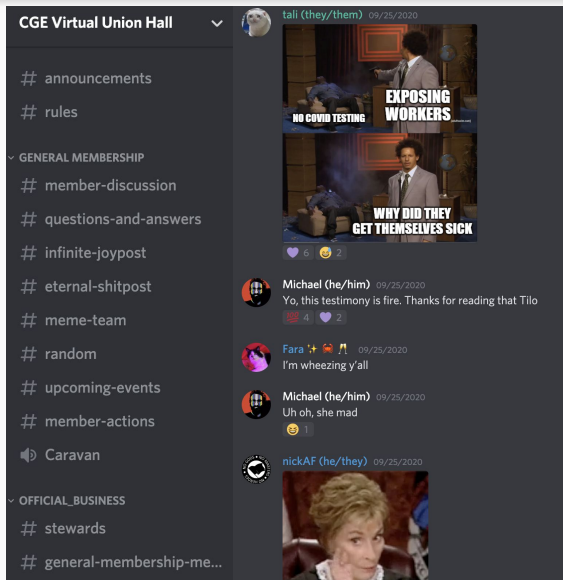 CGE Virtual Union Hall
# announcements
# rules
GENERAL MEMBERSHIP
# member-discussion
# questions-and-answers
# infinite-joypost
# eternal-shitpost
# meme-team
# random
# upcoming-events
# member-actions
Caravan
OFFICIAL_BUSINESS
# stewards
# general-membership-me...
tali (they/them) 09/25/2020
NO COVID TESTING
EXPOSING
WORKERS
WHY DID THEY
GET THEMSELVES SICK
💜 6 😅 2
Michael (he/him) 09/25/2020
Yo, this testimony is fire. Thanks for reading that Tilo
💯 4 💜 2
Fara ✨ 🦀 🥂 09/25/2020
I'm wheezing y'all
Michael (he/him) 09/25/2020
Uh oh, she mad
😆 1
nickAF (he/they) 09/25/2020